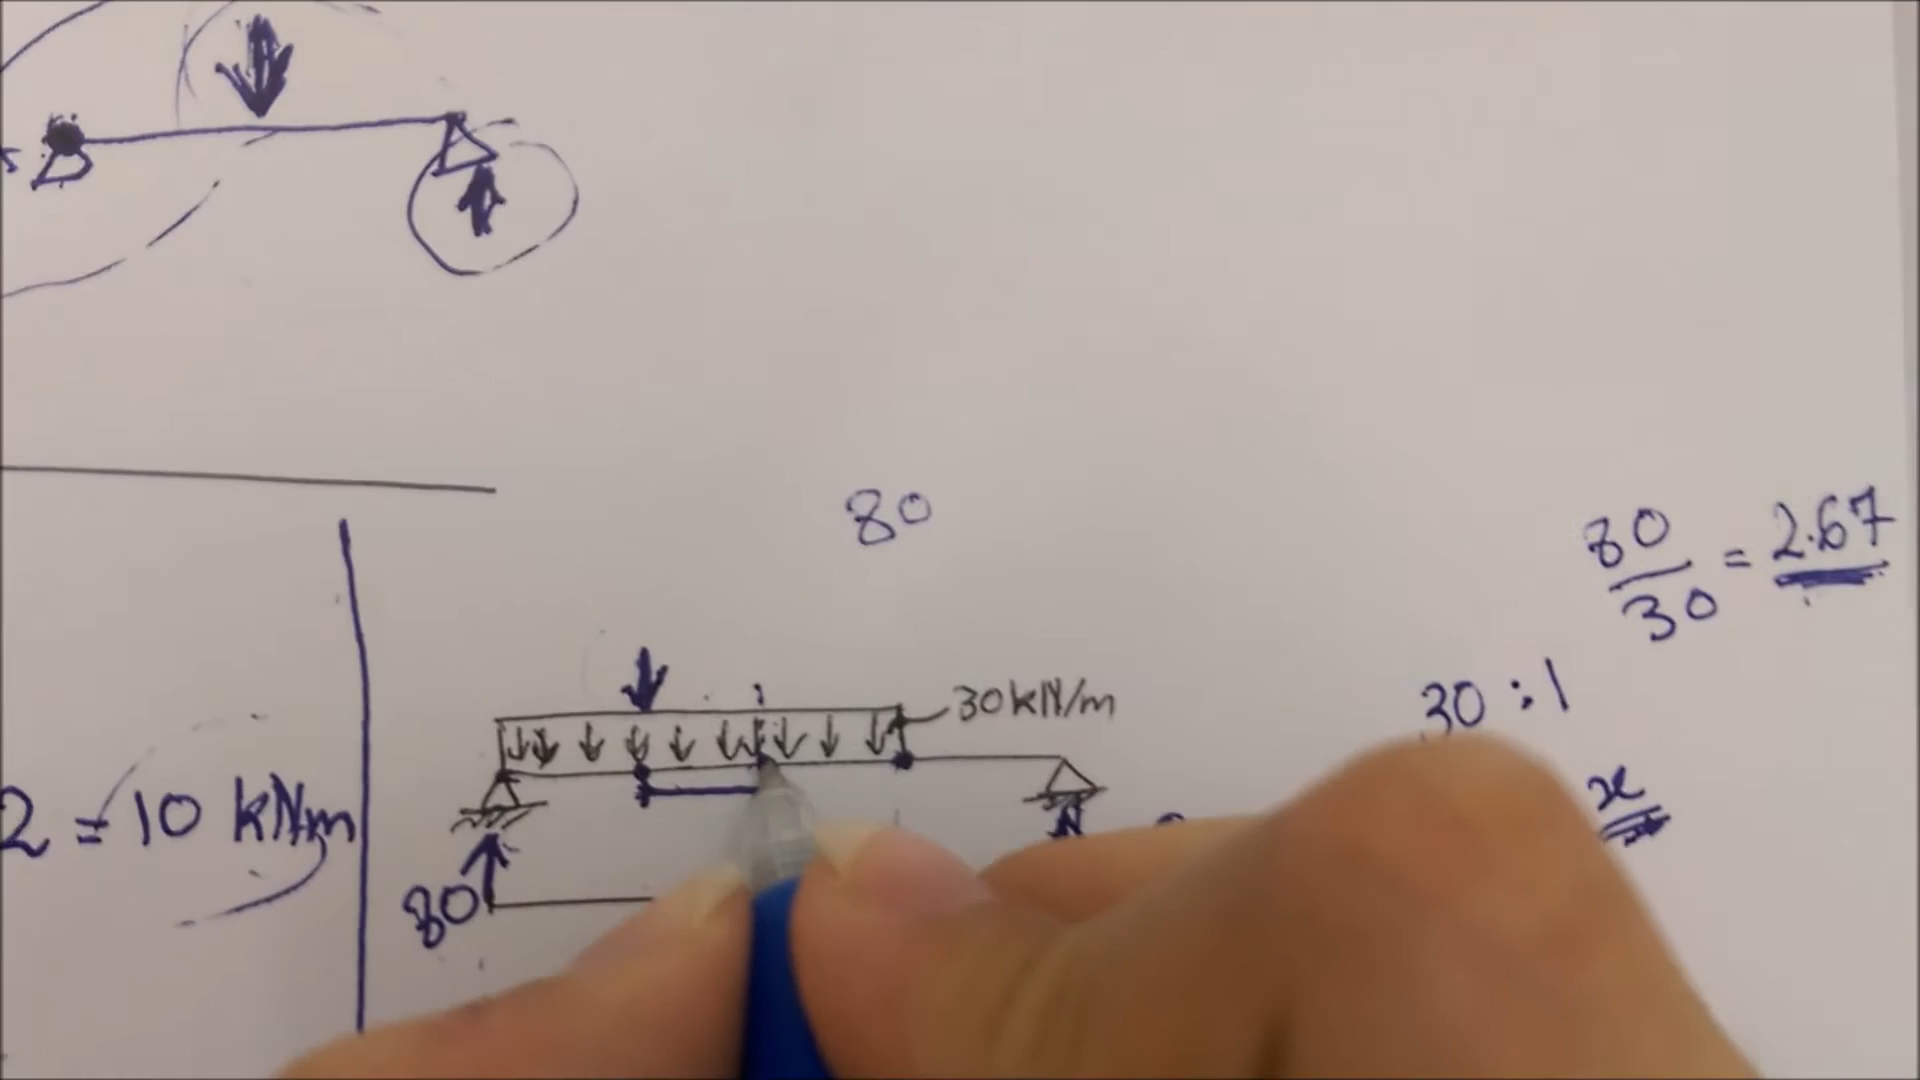 80
80/30 = 2.67
30 : 1
30kN/m
x
2 = 10 kNm
80